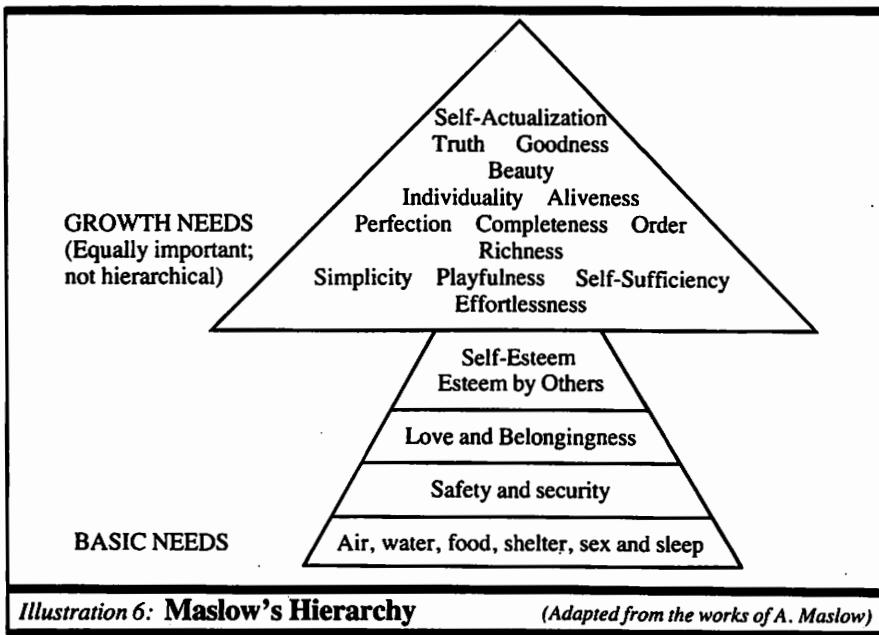 Self-Actualization
Truth Goodness
Beauty
Individuality Aliveness
Perfection Completeness Order
Richness
Simplicity Playfulness Self-Sufficiency
Effortlessness
GROWTH NEEDS
(Equally important;
not hierarchical)
Self-Esteem
Esteem by Others
Love and Belongingness
Safety and security
BASIC NEEDS
Air, water, food, shelter, sex and sleep
Illustration 6: Maslow's Hierarchy (Adapted from the works of A. Maslow)